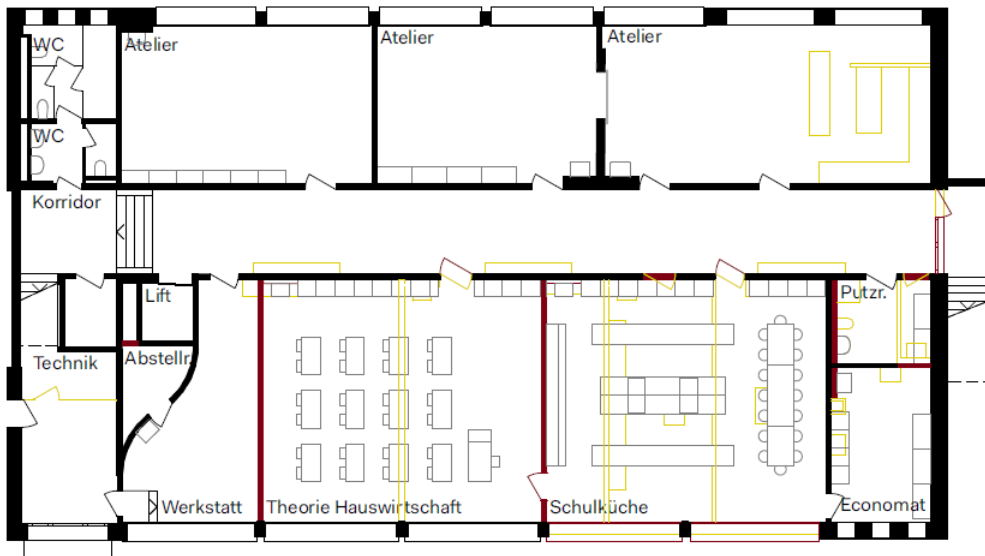 WC
Atelier
Atelier
Atelier
WC
Korridor
Lift
Putzr.
Technik
Abstellr.
Werkstatt
Theorie Hauswirtschaft
Schulküche
Economat